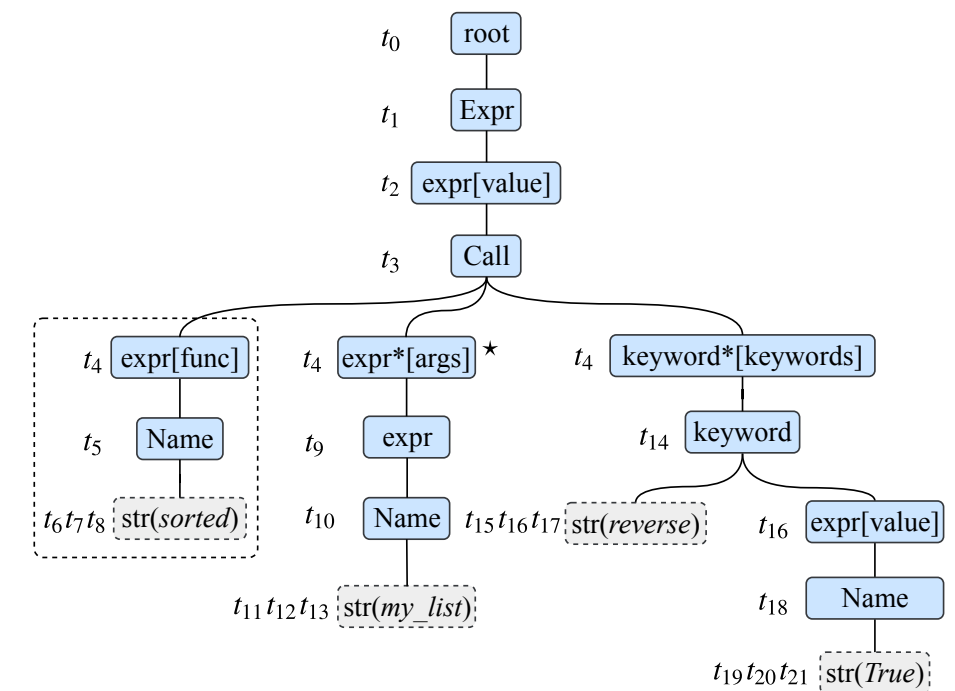 t0 root
t1 Expr
t2 expr[value]
t3 Call
t4 expr[func] t4 expr*[args] ⋆ t4 keyword*[keywords]
t5 Name t9 expr t14 keyword
t6 t7 t8 str(sorted) t10 Name t15 t16 t17 str(reverse) t16 expr[value]
t11 t12 t13 str(my_list) t18 Name
t19 t20 t21 str(True)